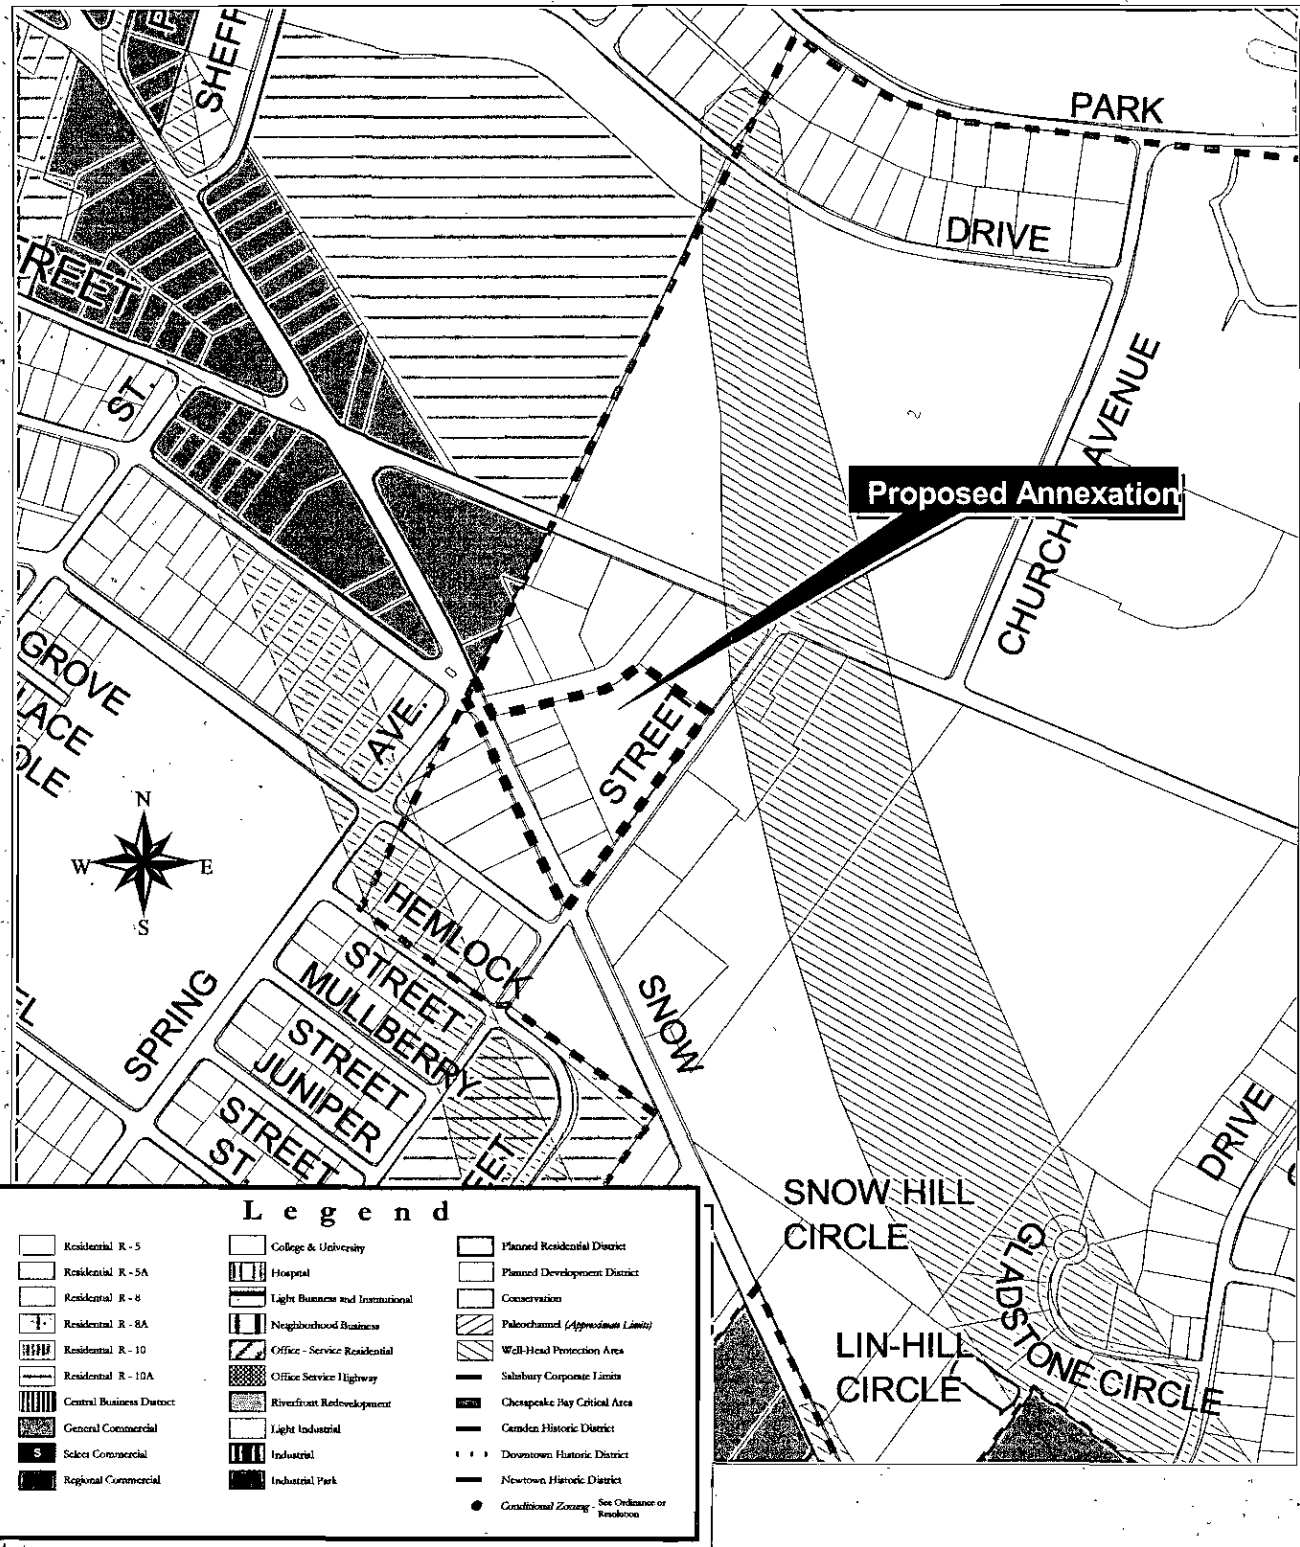 SHEFF
PARK
DRIVE
REET
ST.
AVENUE
Proposed Annexation
CHURCH
GROVE
LACE
OLE
AVE.
STREET
N
W E
S
HEMLOCK
STREET
MULLBERRY
STREET
JUNIPER
STREET
ST.
SPRING
EL
SNOW
EET
DRIVE
SNOW HILL
CIRCLE
GLADSTONE CIRCLE
LIN-HILL
CIRCLE
Legend
Residential R - 5
Residential R - 5A
Residential R - 8
Residential R - 8A
Residential R - 10
Residential R - 10A
Central Business District
General Commercial
S Select Commercial
Regional Commercial
College & University
Hospital
Light Business and Institutional
Neighborhood Business
Office - Service Residential
Office Service Highway
Riverfront Redevelopment
Light Industrial
Industrial
Industrial Park
Planned Residential District
Planned Development District
Conservation
Paleochannel (Approximate Limits)
Well-Head Protection Area
Salisbury Corporate Limits
Chesapeake Bay Critical Area
Camden Historic District
Downtown Historic District
Newtown Historic District
Conditional Zoning - See Ordinance or
Resolution